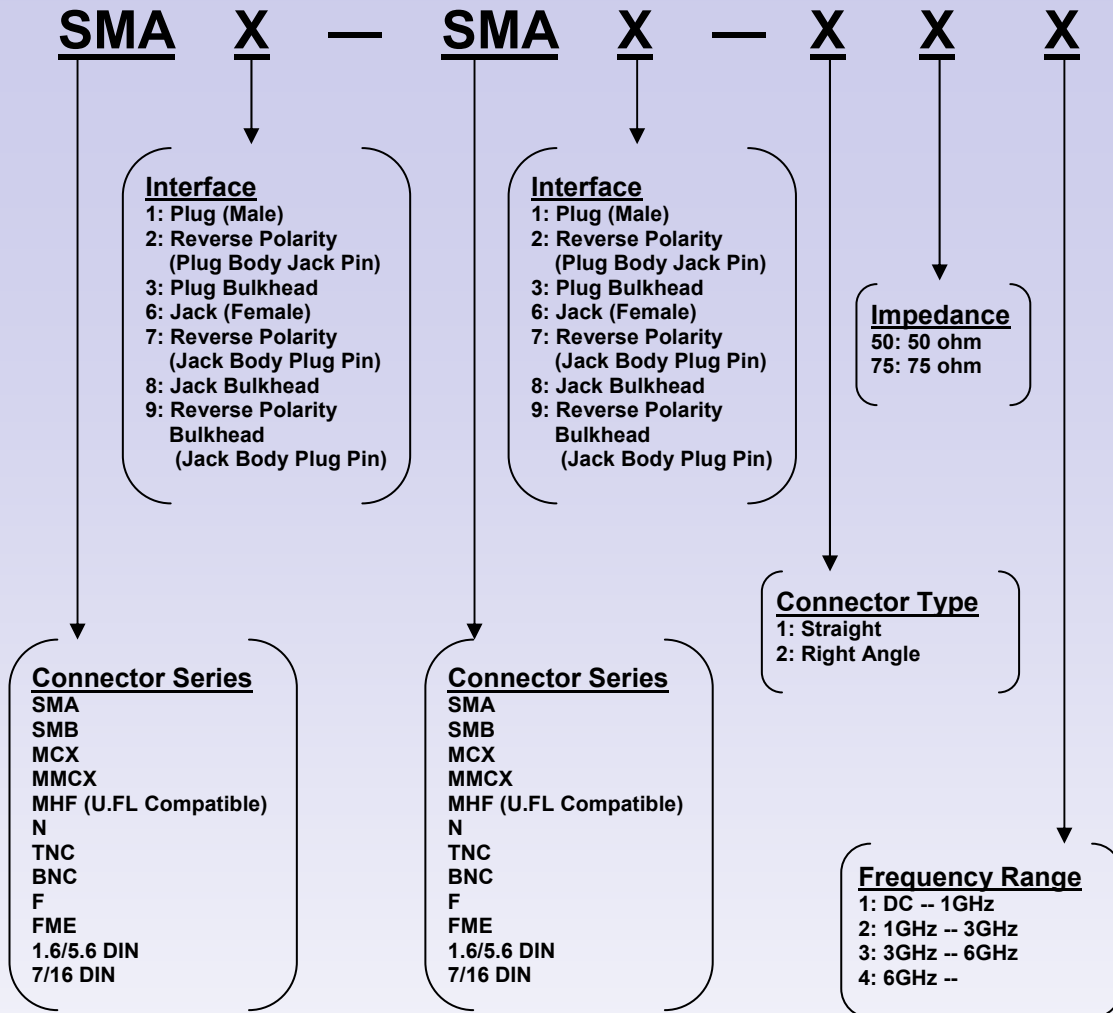 SMA X — SMA X — X X X
Interface
1: Plug (Male)
2: Reverse Polarity
(Plug Body Jack Pin)
3: Plug Bulkhead
6: Jack (Female)
7: Reverse Polarity
(Jack Body Plug Pin)
8: Jack Bulkhead
9: Reverse Polarity
Bulkhead
(Jack Body Plug Pin)
Interface
1: Plug (Male)
2: Reverse Polarity
(Plug Body Jack Pin)
3: Plug Bulkhead
6: Jack (Female)
7: Reverse Polarity
(Jack Body Plug Pin)
8: Jack Bulkhead
9: Reverse Polarity
Bulkhead
(Jack Body Plug Pin)
Impedance
50: 50 ohm
75: 75 ohm
Connector Type
1: Straight
2: Right Angle
Connector Series
SMA
SMB
MCX
MMCX
MHF (U.FL Compatible)
N
TNC
BNC
F
FME
1.6/5.6 DIN
7/16 DIN
Connector Series
SMA
SMB
MCX
MMCX
MHF (U.FL Compatible)
N
TNC
BNC
F
FME
1.6/5.6 DIN
7/16 DIN
Frequency Range
1: DC -- 1GHz
2: 1GHz -- 3GHz
3: 3GHz -- 6GHz
4: 6GHz --